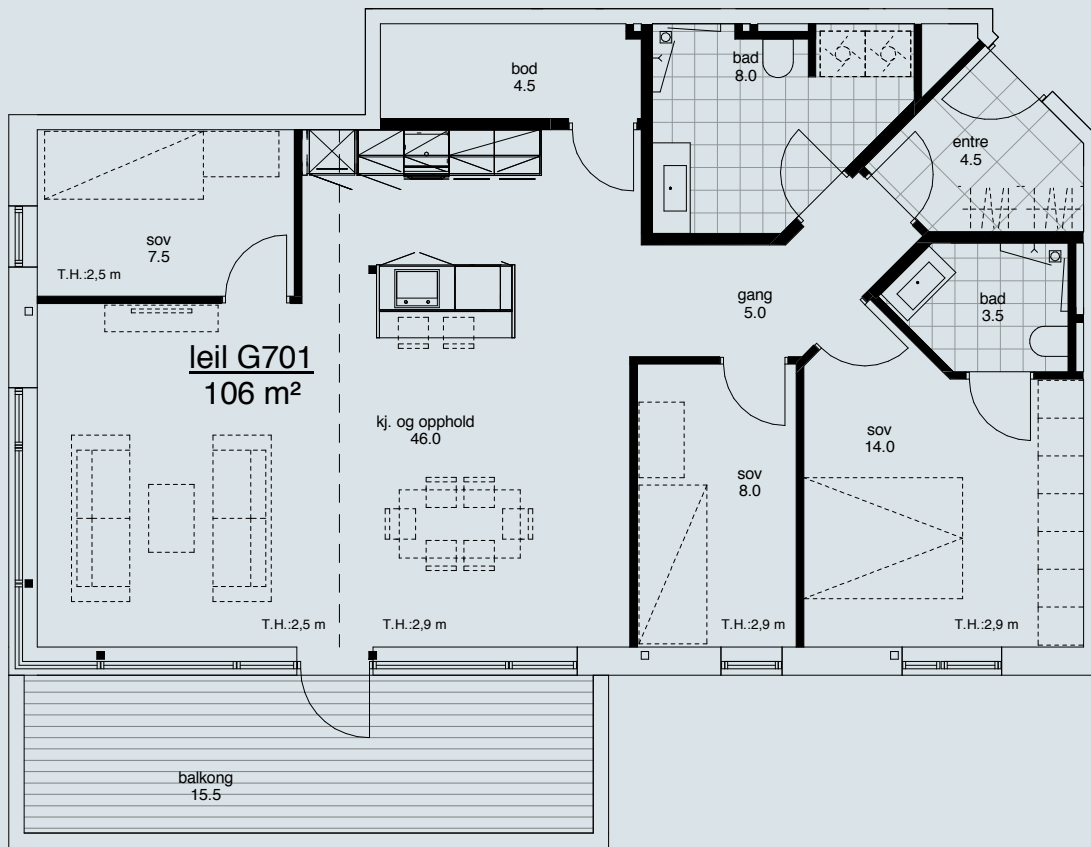 bod
4.5
bad
8.0
entre
4.5
sov
7.5
T.H.:2,5 m
gang
5.0
bad
3.5
leil G701
106 m²
kj. og opphold
46.0
sov
8.0
sov
14.0
T.H.:2,5 m
T.H.:2,9 m
T.H.:2,9 m
T.H.:2,9 m
balkong
15.5